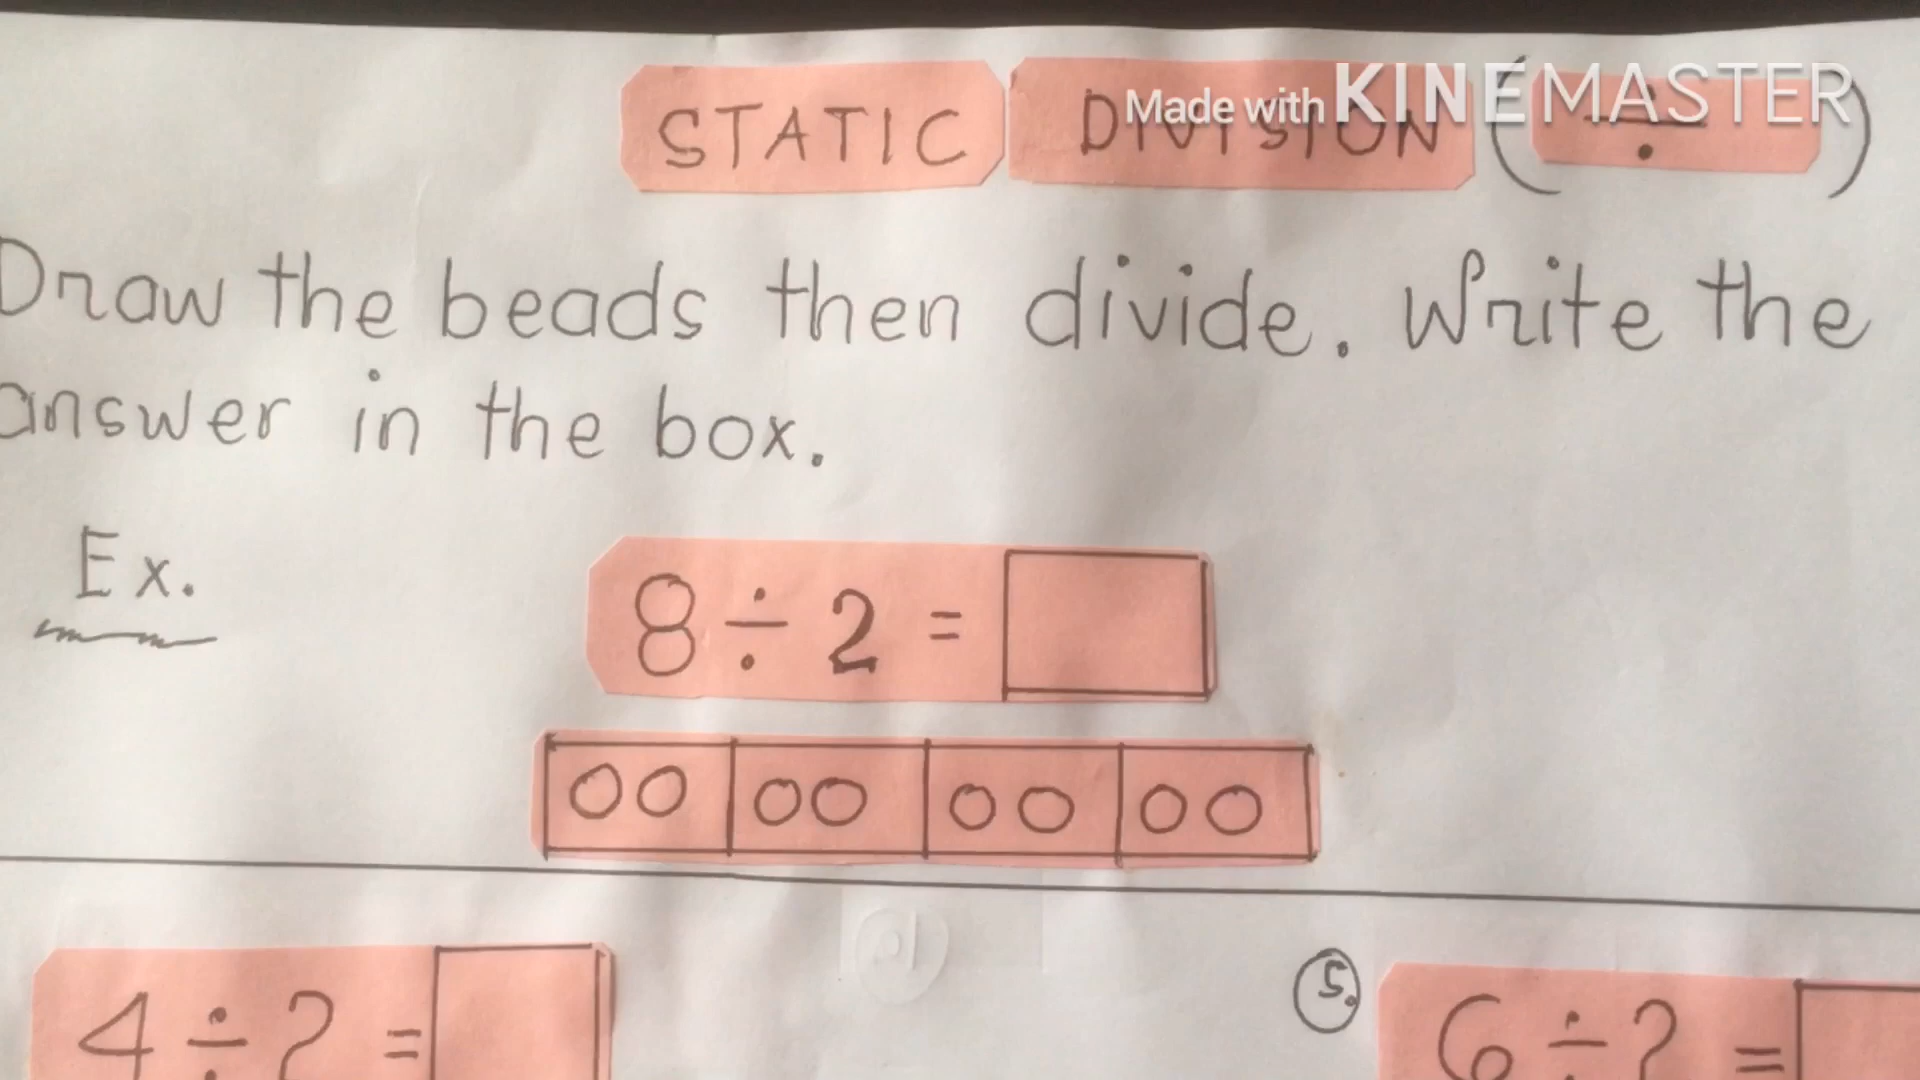 STATIC DIVISION (÷)
Made with KINEMASTER
Draw the beads then divide. Write the
answer in the box.
Ex.
8 ÷ 2 =
4 ÷ 2 =
5. 6 ÷ 2 =